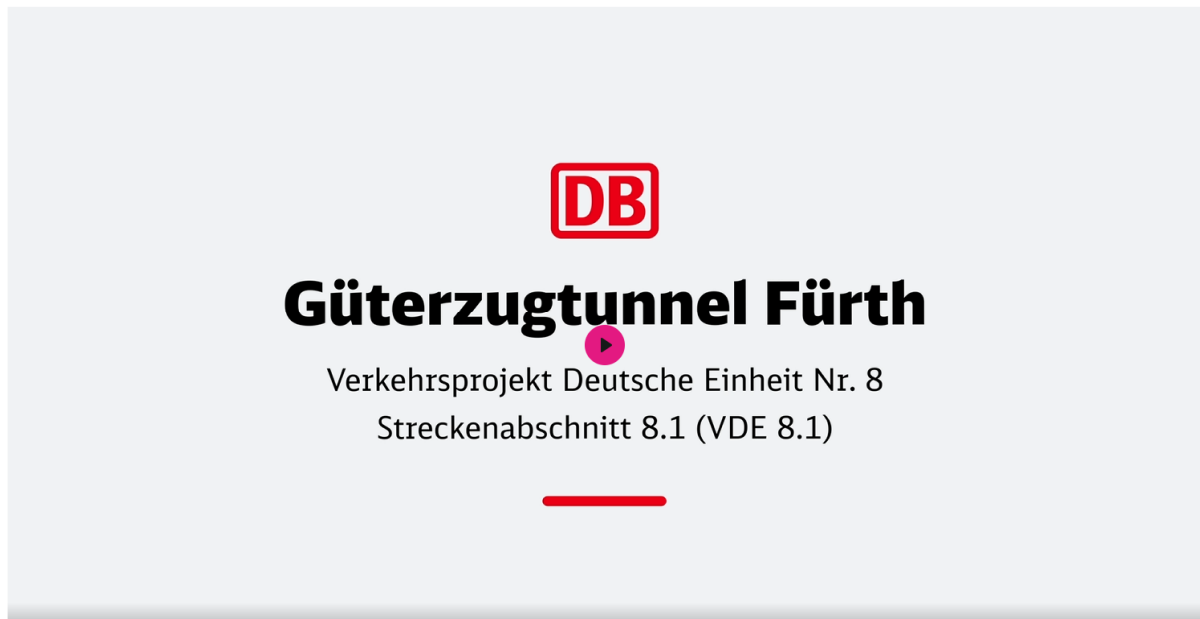 DB
Güterzugtunnel Fürth
Verkehrsprojekt Deutsche Einheit Nr. 8
Streckenabschnitt 8.1 (VDE 8.1)